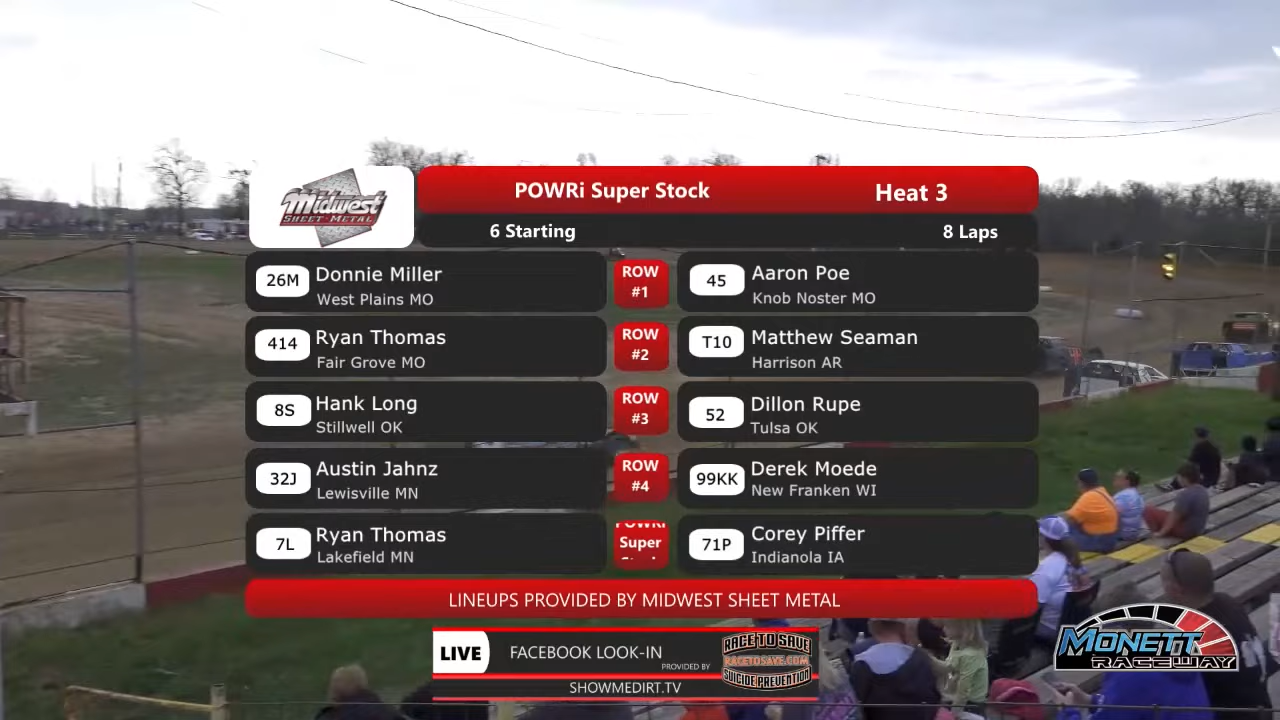 Midwest
SHEET METAL
POWRi Super Stock
Heat 3
6 Starting
8 Laps
26M
Donnie Miller
West Plains MO
ROW
#1
45
Aaron Poe
Knob Noster MO
414
Ryan Thomas
Fair Grove MO
ROW
#2
T10
Matthew Seaman
Harrison AR
8S
Hank Long
Stillwell OK
ROW
#3
52
Dillon Rupe
Tulsa OK
32J
Austin Jahnz
Lewisville MN
ROW
#4
99KK
Derek Moede
New Franken WI
7L
Ryan Thomas
Lakefield MN
POWRi
Super
71P
Corey Piffer
Indianola IA
LINEUPS PROVIDED BY MIDWEST SHEET METAL
LIVE
FACEBOOK LOOK-IN
PROVIDED BY
RACE TO SAVE
RACETOSAVE.COM
SUICIDE PREVENTION
SHOWMEDIRT.TV
MONETT
RACEWAY